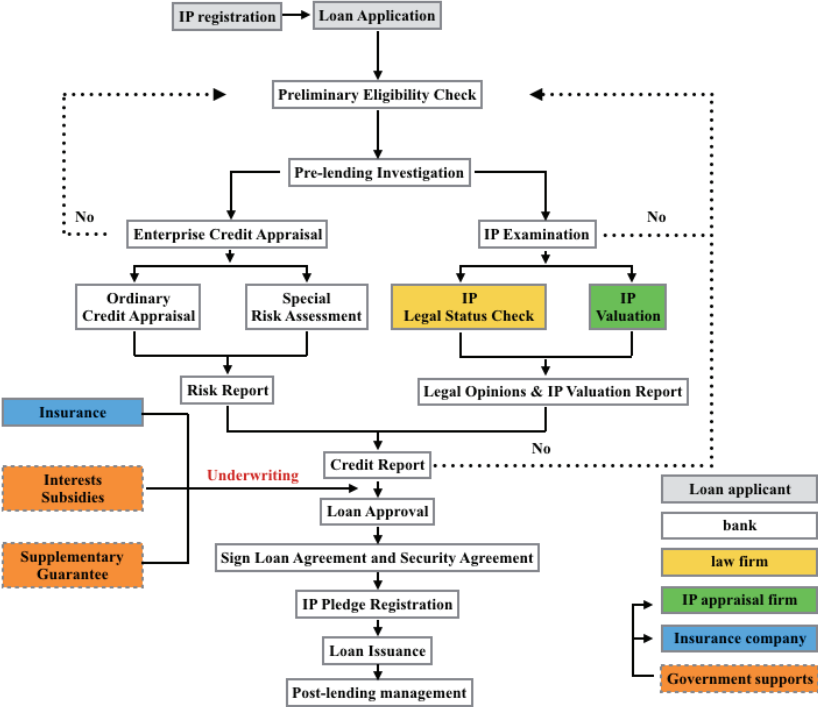 IP registration
Loan Application
Preliminary Eligibility Check
Pre-lending Investigation
No
No
Enterprise Credit Appraisal
IP Examination
Ordinary
Credit Appraisal
Special
Risk Assessment
IP
Legal Status Check
IP
Valuation
Risk Report
Legal Opinions & IP Valuation Report
Insurance
No
Credit Report
Underwriting
Interests
Subsidies
Loan Approval
Supplementary
Guarantee
Sign Loan Agreement and Security Agreement
IP Pledge Registration
Loan Issuance
Post-lending management
Loan applicant
bank
law firm
IP appraisal firm
Insurance company
Government supports